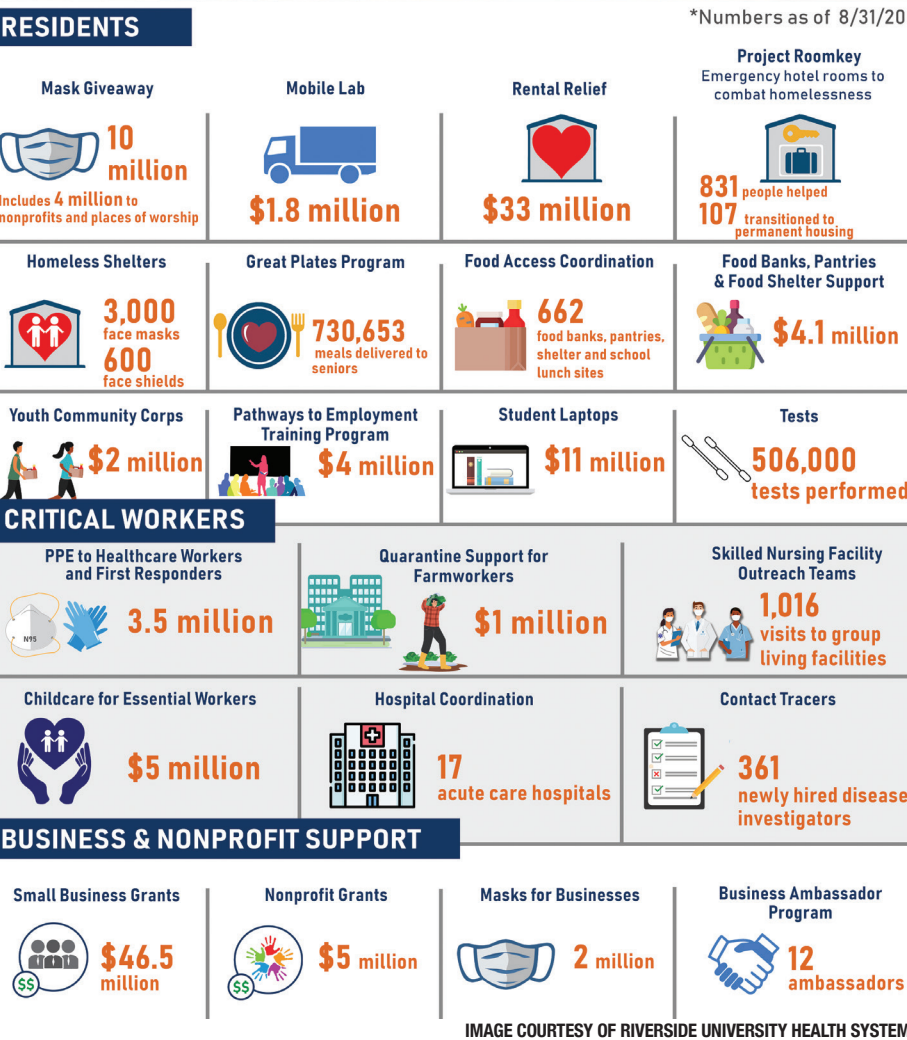 *Numbers as of 8/31/20
RESIDENTS
Mask Giveaway
10
million
Includes 4 million to
nonprofits and places of worship
Mobile Lab
$1.8 million
Rental Relief
$33 million
Project Roomkey
Emergency hotel rooms to
combat homelessness
831 people helped
107 transitioned to
permanent housing
Homeless Shelters
3,000
face masks
600
face shields
Great Plates Program
730,653
meals delivered to
seniors
Food Access Coordination
662
food banks, pantries,
shelter and school
lunch sites
Food Banks, Pantries
& Food Shelter Support
$4.1 million
Youth Community Corps
$2 million
Pathways to Employment
Training Program
$4 million
Student Laptops
$11 million
Tests
506,000
tests performed
CRITICAL WORKERS
PPE to Healthcare Workers
and First Responders
N95
3.5 million
Quarantine Support for
Farmworkers
$1 million
Skilled Nursing Facility
Outreach Teams
1,016
visits to group
living facilities
Childcare for Essential Workers
$5 million
Hospital Coordination
17
acute care hospitals
Contact Tracers
361
newly hired disease
investigators
BUSINESS & NONPROFIT SUPPORT
Small Business Grants
$$
$46.5
million
Nonprofit Grants
$$
$5 million
Masks for Businesses
2 million
Business Ambassador
Program
12
ambassadors
IMAGE COURTESY OF RIVERSIDE UNIVERSITY HEALTH SYSTEM